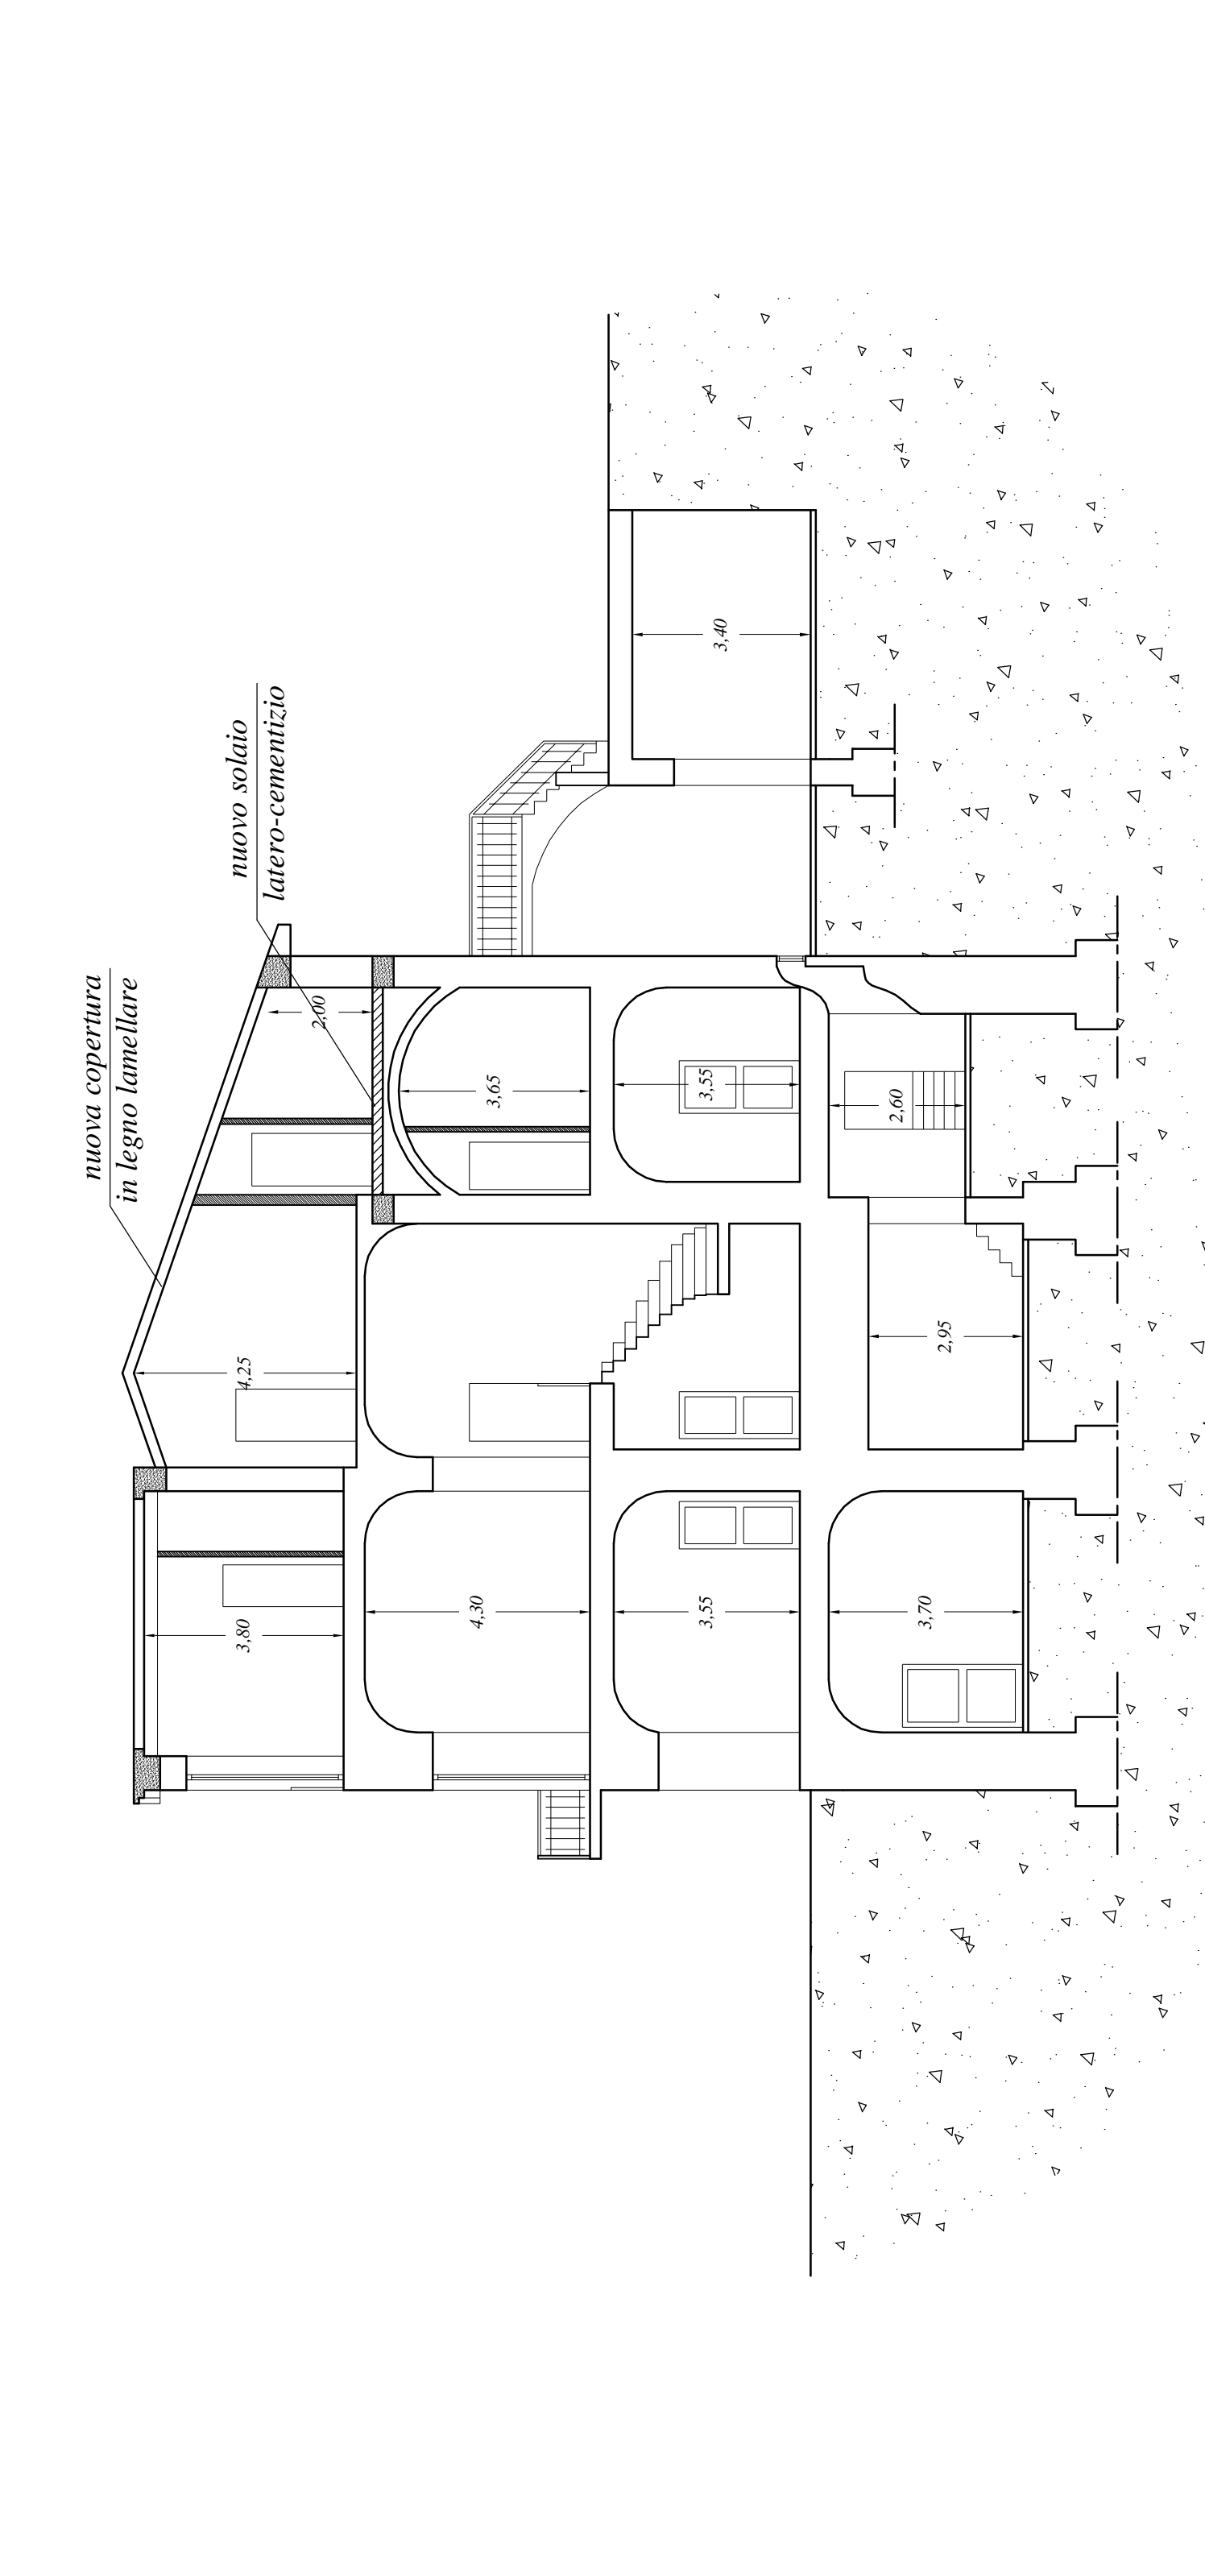 nuova copertura
in legno lamellare
nuovo solaio
latero-cementizio
3,80
4,25
2,00
4,30
3,65
3,55
3,55
3,40
3,70
2,95
2,60